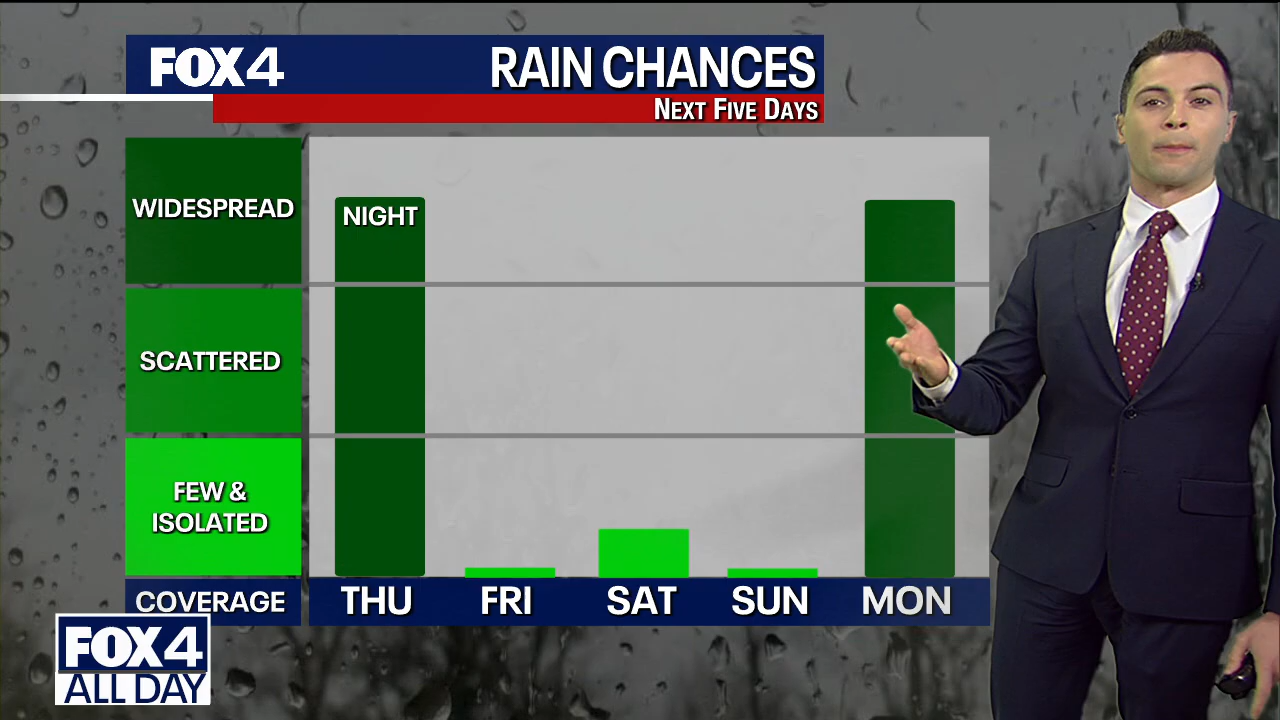 FOX4
RAIN CHANCES
NEXT FIVE DAYS
WIDESPREAD
NIGHT
SCATTERED
FEW &
ISOLATED
COVERAGE
THU
FRI
SAT
SUN
MON
FOX4
ALL DAY